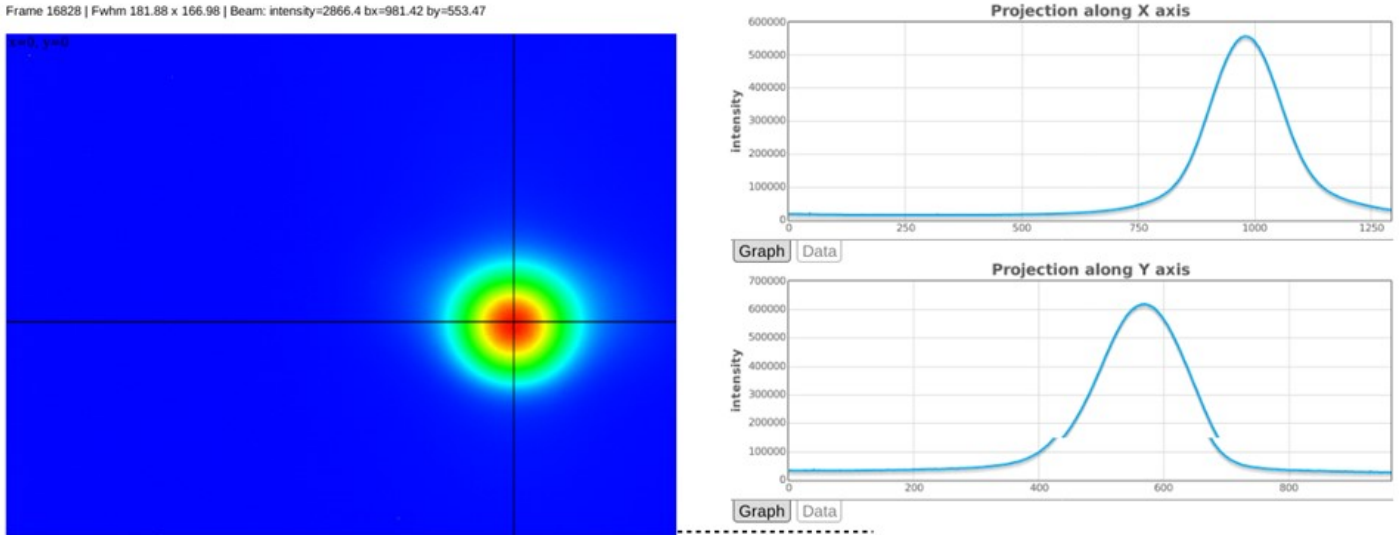 Frame 16828 | Fwhm 181.88 x 166.98 | Beam: intensity=2866.4 bx=981.42 by=553.47
x=0, y=0
Projection along X axis
600000
500000
400000
300000
200000
100000
0
intensity
0 250 500 750 1000 1250
Graph Data
Projection along Y axis
700000
600000
500000
400000
300000
200000
100000
0
intensity
0 200 400 600 800
Graph Data